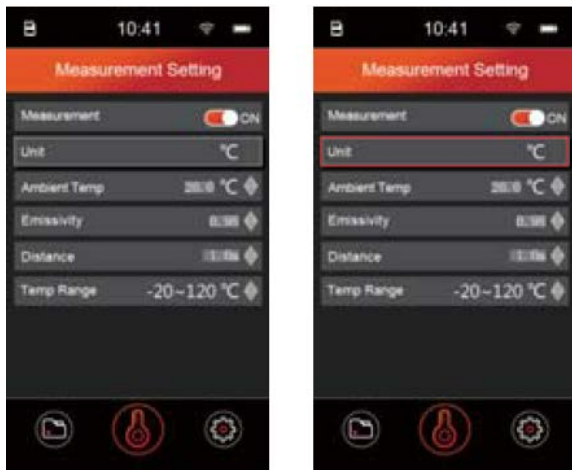 10:41
Measurement Setting
Measurement ON
Unit °C
Ambient Temp °C
Emissivity
Distance
Temp Range -20~120 °C
10:41
Measurement Setting
Measurement ON
Unit °C
Ambient Temp °C
Emissivity
Distance
Temp Range -20~120 °C